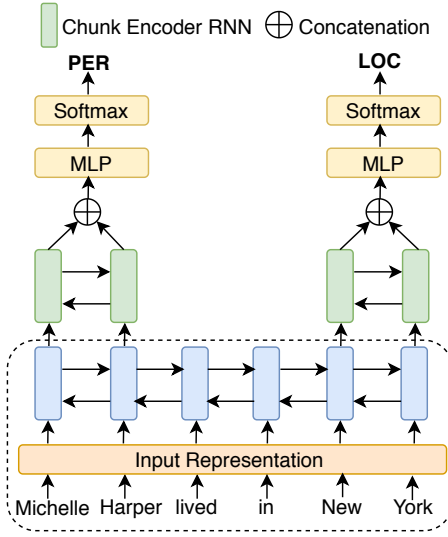 Chunk Encoder RNN Concatenation
PER LOC
Softmax Softmax
MLP MLP
Input Representation
Michelle Harper lived in New York